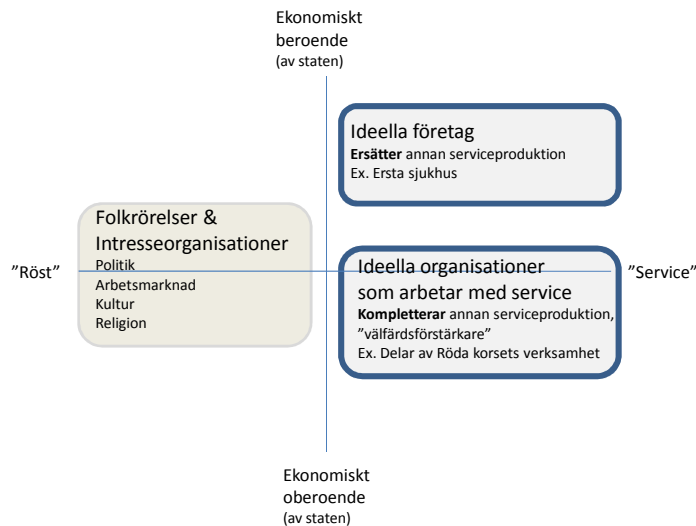 Ekonomiskt
beroende
(av staten)
Ideella företag
Ersätter annan serviceproduktion
Ex. Ersta sjukhus
Folkrörelser &
Intresseorganisationer
Politik
Arbetsmarknad
Kultur
Religion
”Röst”
Ideella organisationer
som arbetar med service
Kompletterar annan serviceproduktion,
”välfärdsförstärkare”
Ex. Delar av Röda korsets verksamhet
”Service”
Ekonomiskt
oberoende
(av staten)